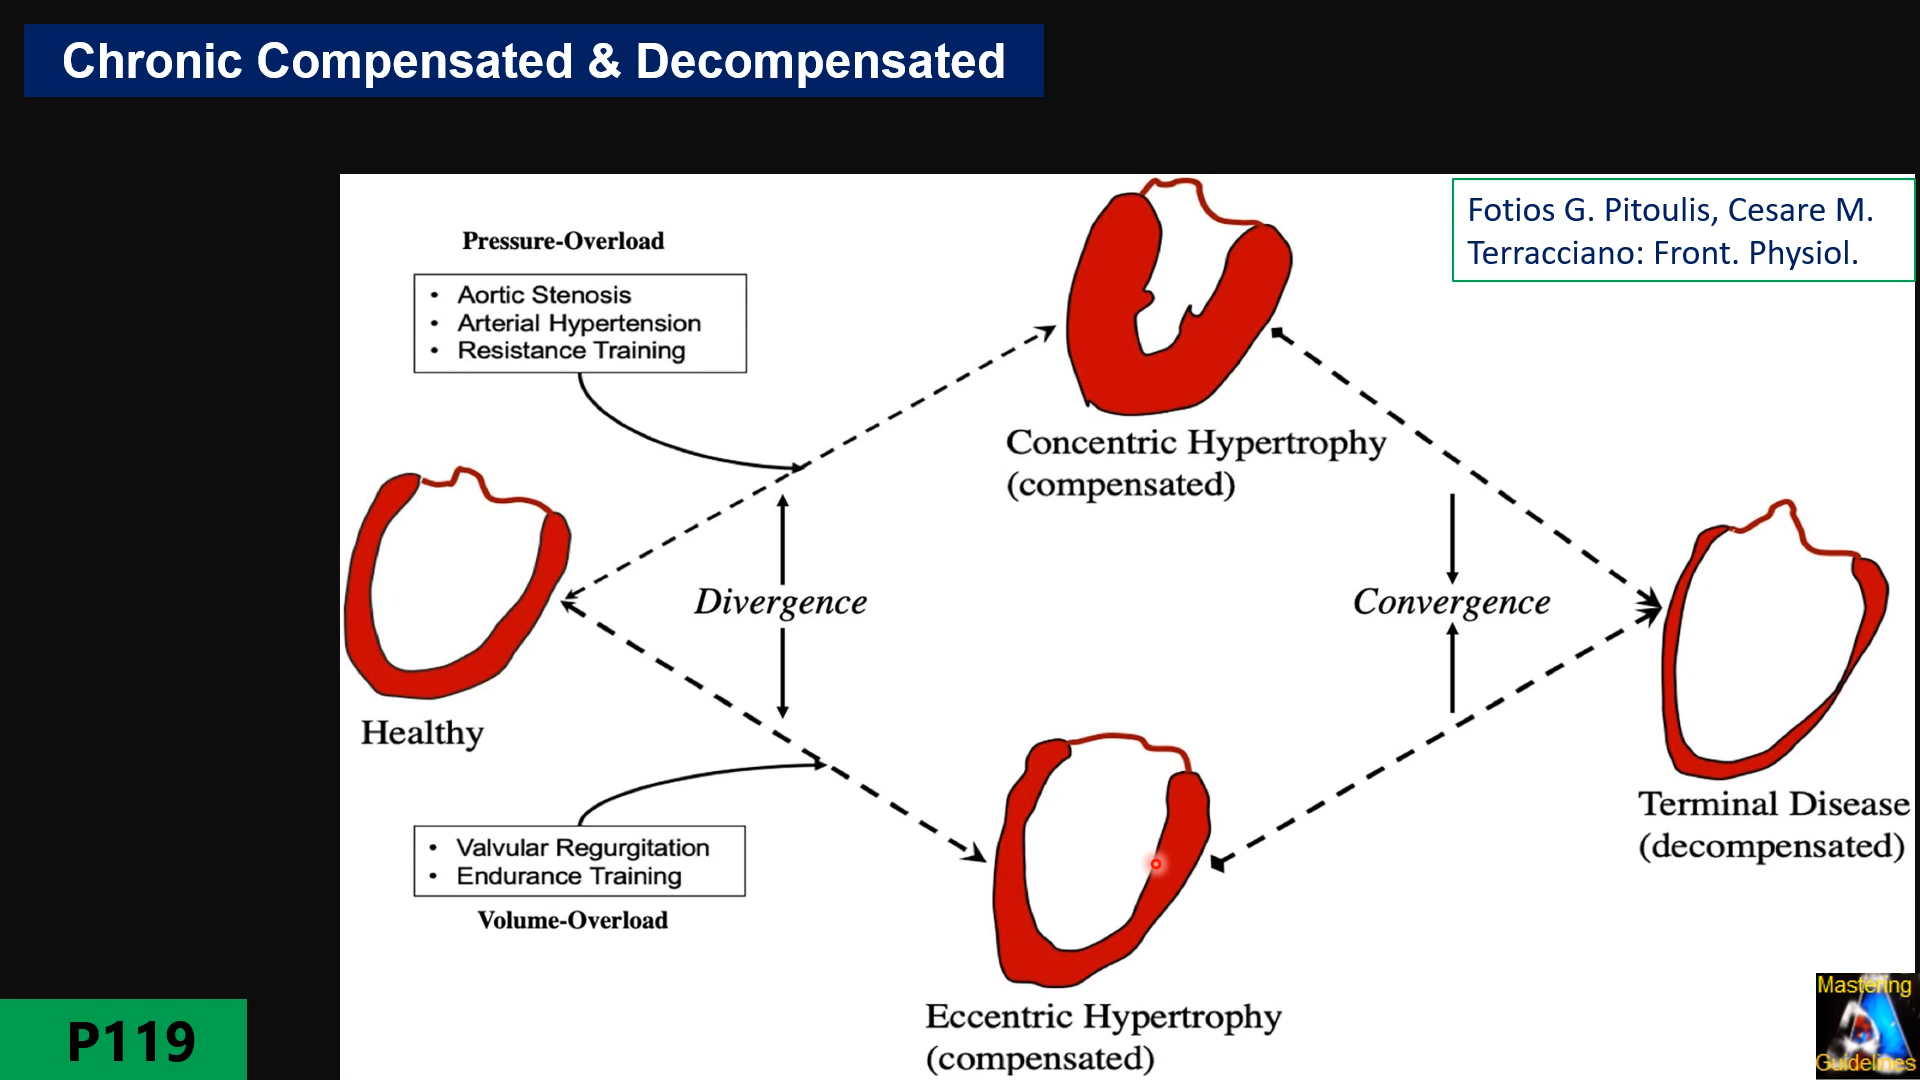 Chronic Compensated & Decompensated
Fotios G. Pitoulis, Cesare M.
Terracciano: Front. Physiol.
Pressure-Overload
• Aortic Stenosis
• Arterial Hypertension
• Resistance Training
Concentric Hypertrophy
(compensated)
Divergence
Convergence
Healthy
Terminal Disease
(decompensated)
• Valvular Regurgitation
• Endurance Training
Volume-Overload
Eccentric Hypertrophy
(compensated)
P119
Mastering
Guidelines